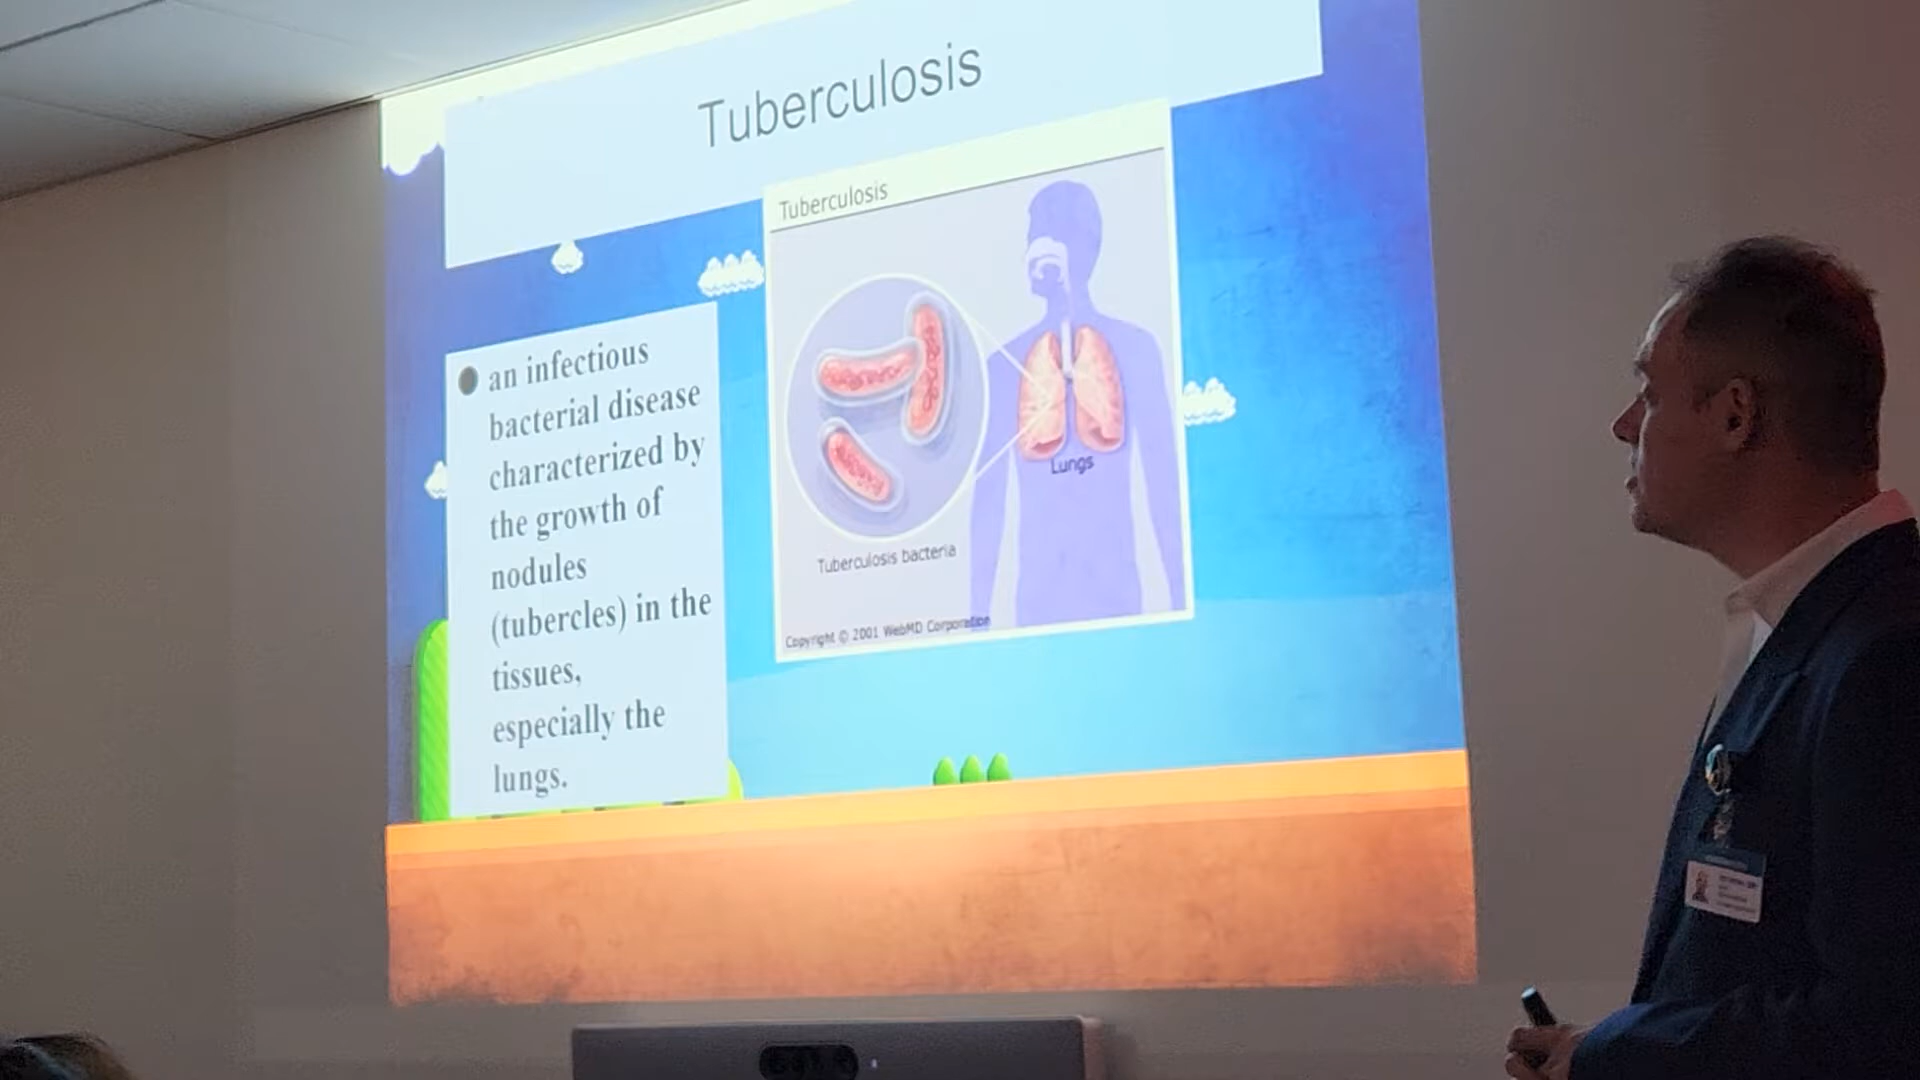 Tuberculosis
Tuberculosis
an infectious
bacterial disease
characterized by
the growth of
nodules
(tubercles) in the
tissues,
especially the
lungs.
Lungs
Tuberculosis bacteria
Copyright © 2001 WebMD Corporation